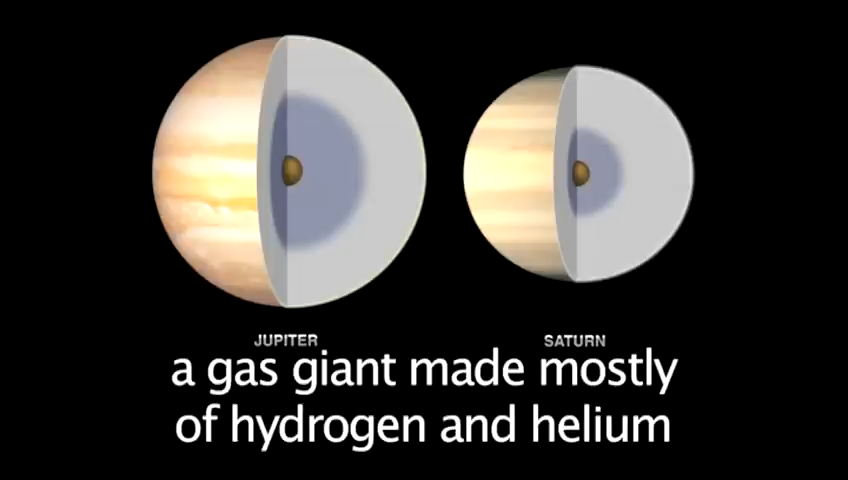 JUPITER
SATURN
a gas giant made mostly
of hydrogen and helium